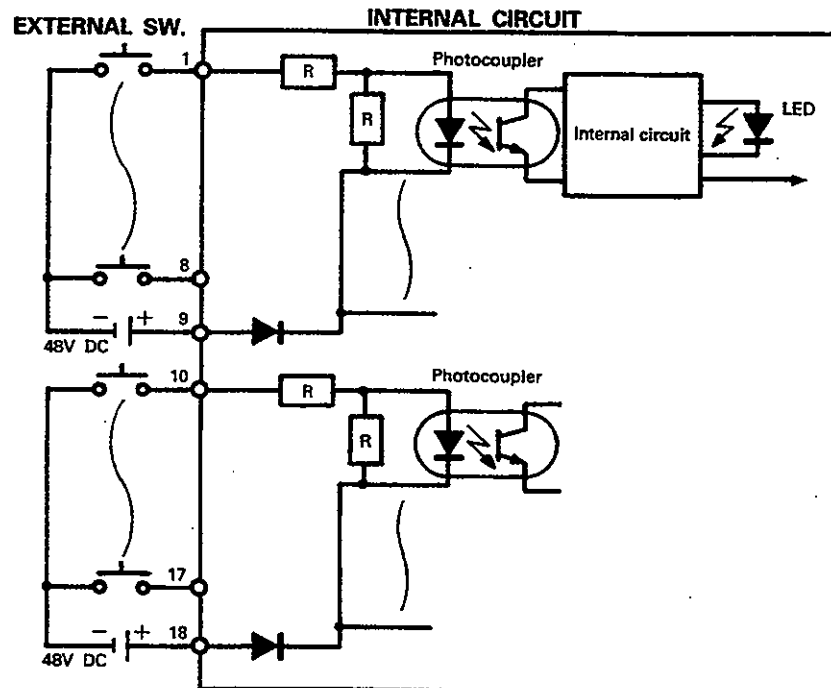 EXTERNAL SW.
INTERNAL CIRCUIT
1
R
R
Photocoupler
Internal circuit
LED
8
9
− +
48V DC
10
R
R
Photocoupler
17
18
− +
48V DC